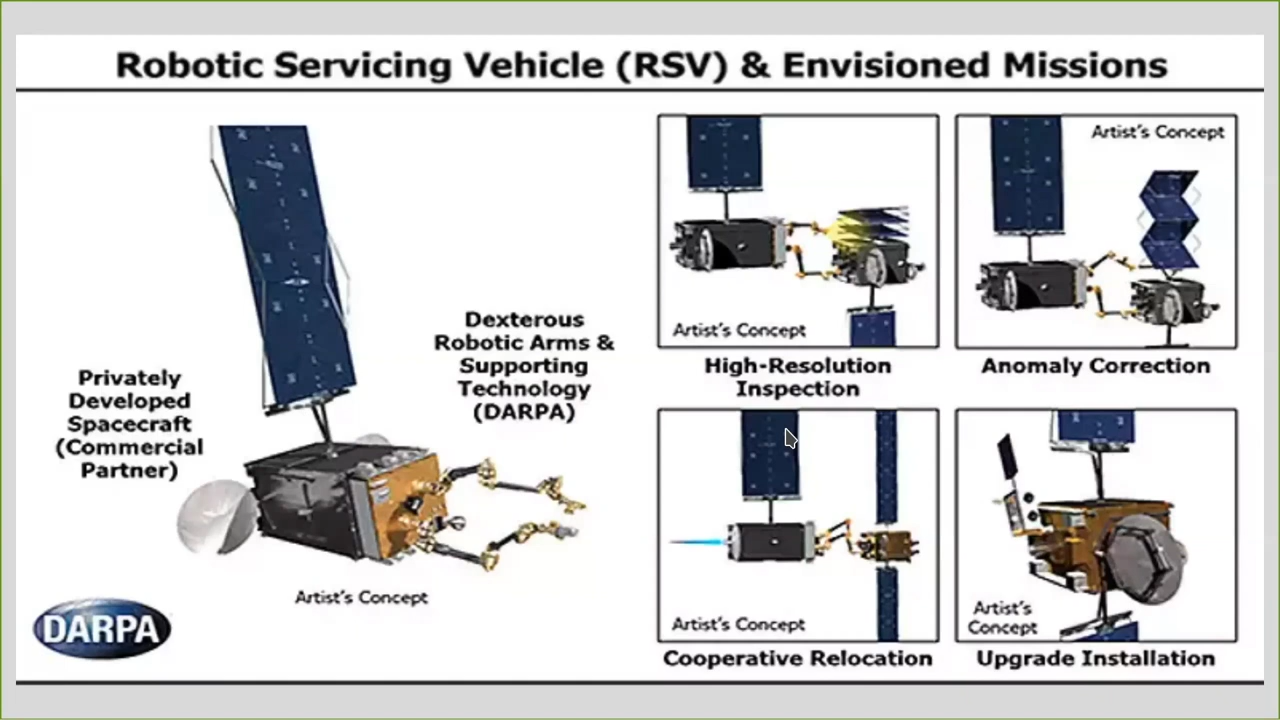 Robotic Servicing Vehicle (RSV) & Envisioned Missions
Privately
Developed
Spacecraft
(Commercial
Partner)
Dexterous
Robotic Arms &
Supporting
Technology
(DARPA)
Artist's Concept
DARPA
Artist's Concept
High-Resolution
Inspection
Artist's Concept
Anomaly Correction
Artist's Concept
Cooperative Relocation
Artist's
Concept
Upgrade Installation